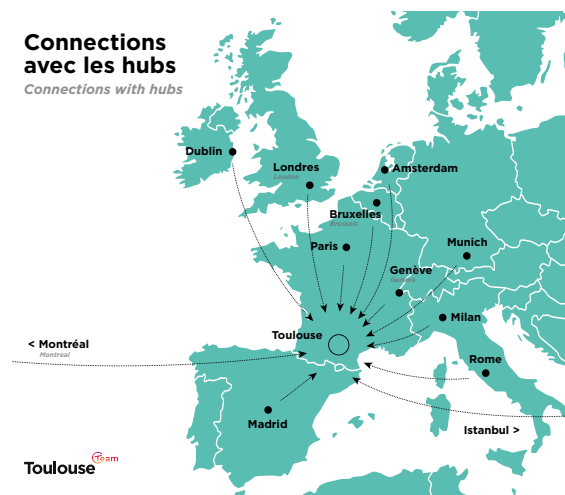 Connections
avec les hubs
Connections with hubs
Dublin
Londres
London
Amsterdam
Bruxelles
Brussels
Paris
Munich
Genève
Geneva
Milan
Toulouse
< Montréal
Montreal
Rome
Madrid
Istanbul >
Toulouse Team